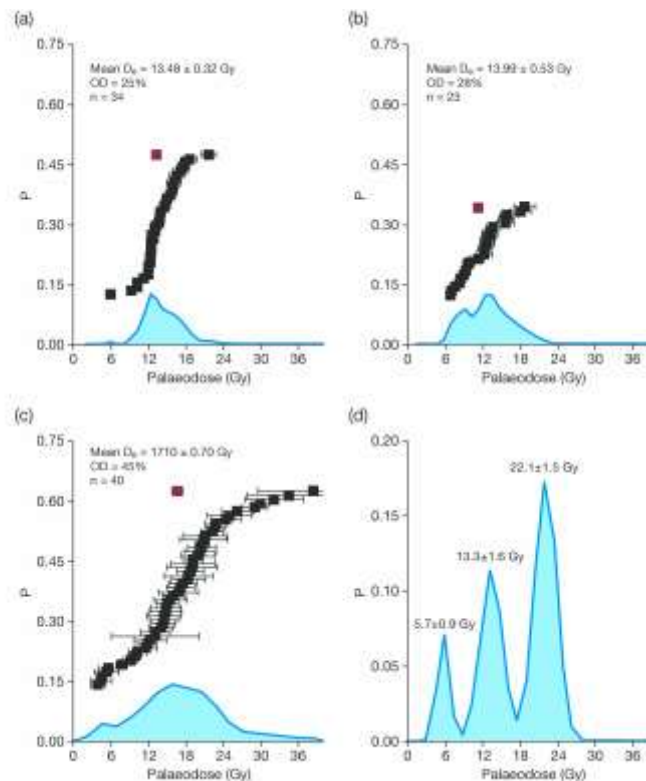 (a)
0.75
0.60
0.45
0.30
0.15
0.00
P
Mean Dₑ = 13.48 ± 0.32 Gy
OD = 25%
n = 34
0 6 12 18 24 30 36
Palaeodose (Gy)
(b)
0.75
0.60
0.45
0.30
0.15
0.00
P
Mean Dₑ = 13.99 ± 0.53 Gy
OD = 28%
n = 23
0 6 12 18 24 30 36
Palaeodose (Gy)
(c)
0.75
0.60
0.45
0.30
0.15
0.00
P
Mean Dₑ = 1710 ± 0.70 Gy
OD = 45%
n = 40
0 6 12 18 24 30 36
Palaeodose (Gy)
(d)
0.20
0.15
0.10
0.05
0.00
P
22.1±1.5 Gy
13.3±1.6 Gy
5.7±0.9 Gy
0 6 12 18 24 30 36
Palaeodose (Gy)